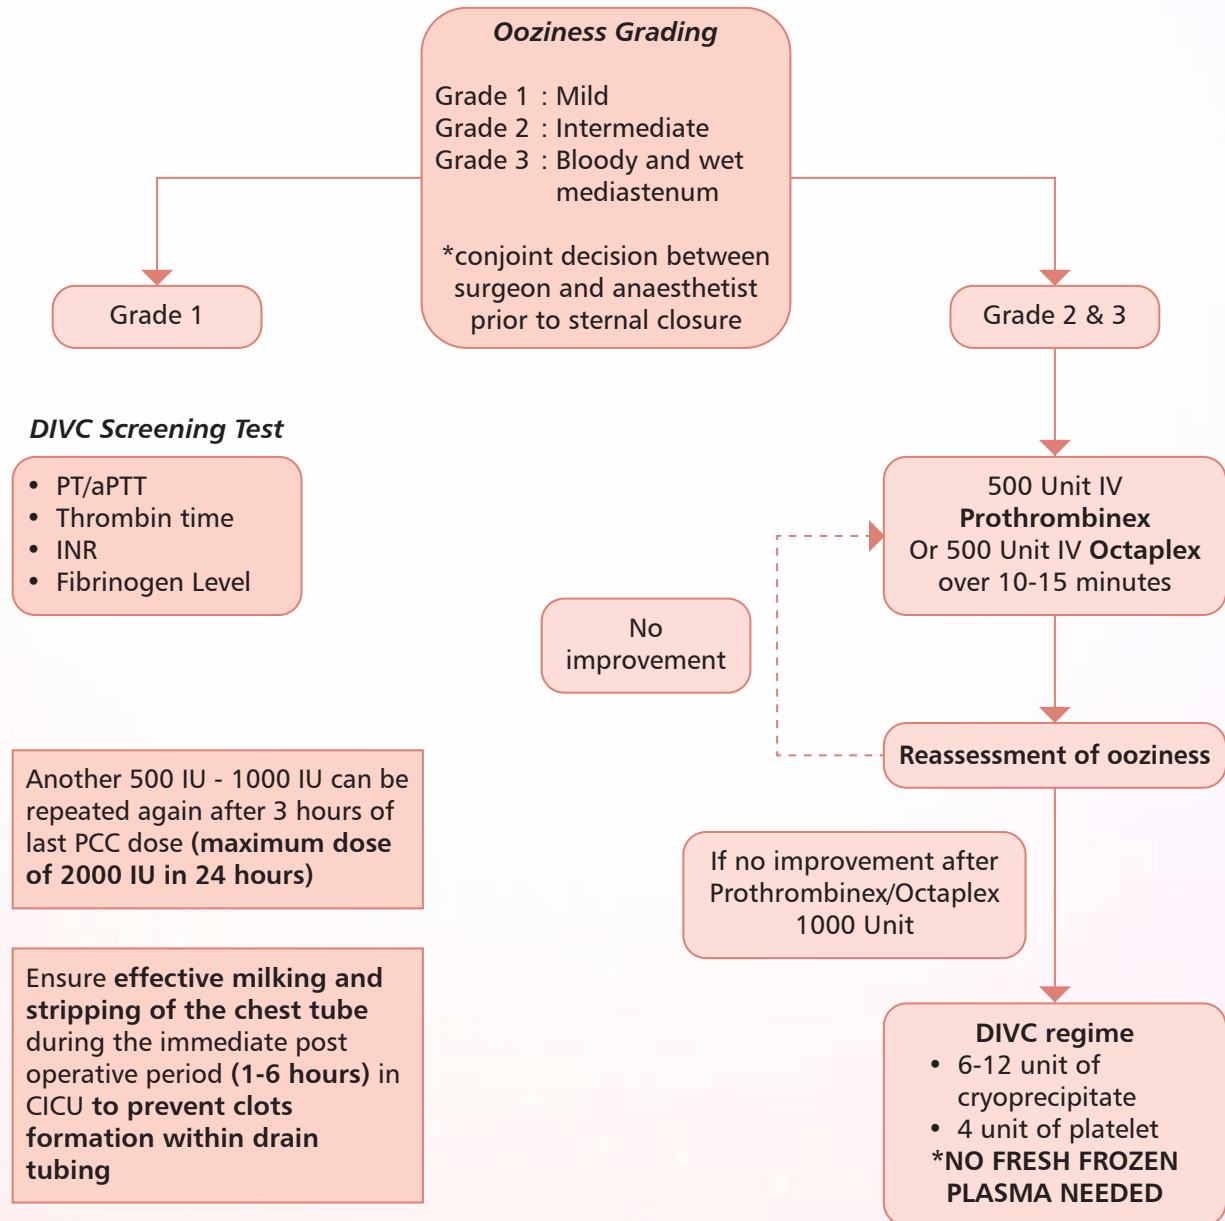 Ooziness Grading
Grade 1 : Mild
Grade 2 : Intermediate
Grade 3 : Bloody and wet
mediastenum
*conjoint decision between
surgeon and anaesthetist
prior to sternal closure
Grade 1
Grade 2 & 3
DIVC Screening Test
• PT/aPTT
• Thrombin time
• INR
• Fibrinogen Level
500 Unit IV
Prothrombinex
Or 500 Unit IV Octaplex
over 10-15 minutes
No
improvement
Reassessment of ooziness
Another 500 IU - 1000 IU can be
repeated again after 3 hours of
last PCC dose (maximum dose
of 2000 IU in 24 hours)
If no improvement after
Prothrombinex/Octaplex
1000 Unit
Ensure effective milking and
stripping of the chest tube
during the immediate post
operative period (1-6 hours) in
CICU to prevent clots
formation within drain
tubing
DIVC regime
• 6-12 unit of
cryoprecipitate
• 4 unit of platelet
*NO FRESH FROZEN
PLASMA NEEDED